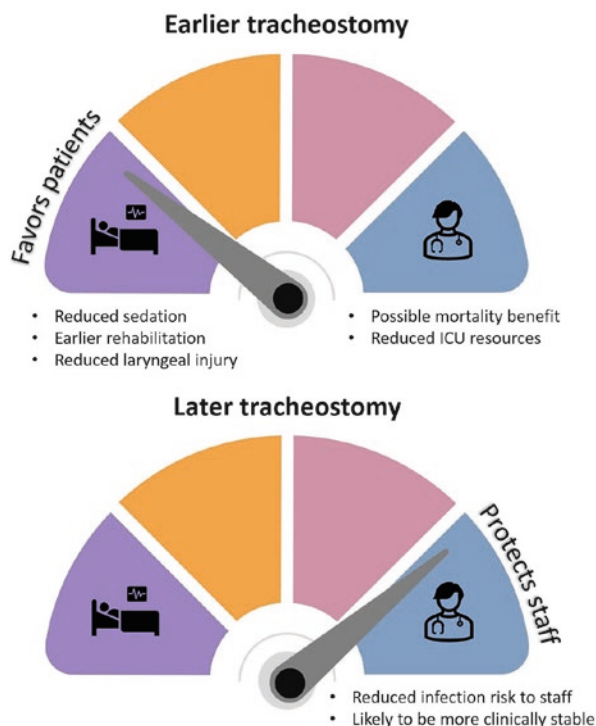 Earlier tracheostomy
Favors patients
• Reduced sedation
• Earlier rehabilitation
• Reduced laryngeal injury
• Possible mortality benefit
• Reduced ICU resources
Later tracheostomy
Protects staff
• Reduced infection risk to staff
• Likely to be more clinically stable